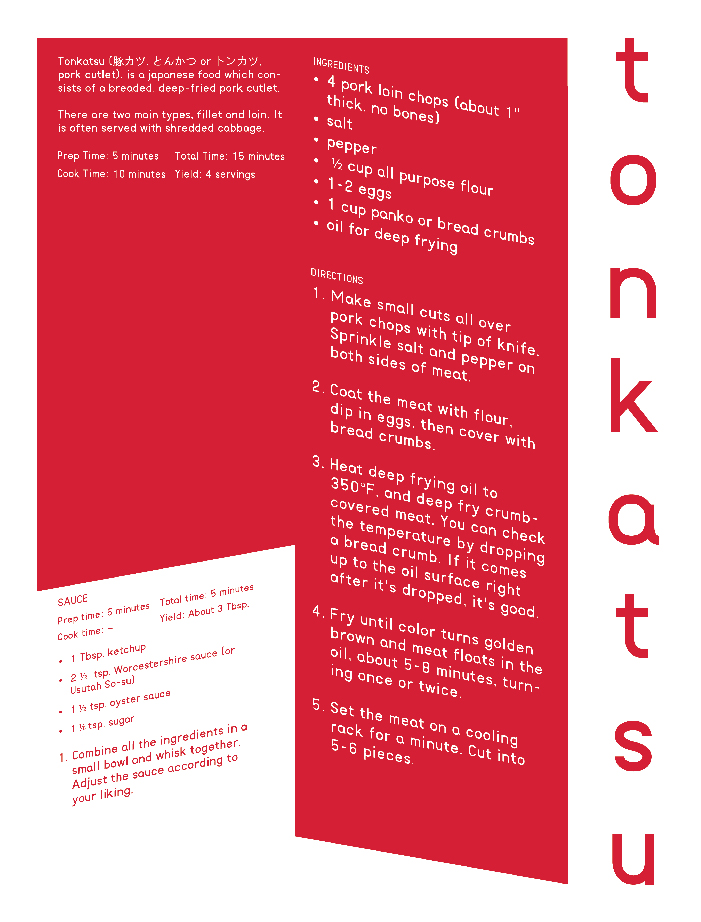 Tonkatsu (豚カツ, とんかつ or トンカツ,
pork cutlet), is a japanese food which con-
sists of a breaded, deep-fried pork cutlet.
There are two main types, fillet and loin. It
is often served with shredded cabbage.
Prep Time: 5 minutes Total Time: 15 minutes
Cook Time: 10 minutes Yield: 4 servings
INGREDIENTS
• 4 pork loin chops (about 1"
thick, no bones)
• salt
• pepper
• ½ cup all purpose flour
• 1-2 eggs
• 1 cup panko or bread crumbs
• oil for deep frying
DIRECTIONS
1. Make small cuts all over
pork chops with tip of knife.
Sprinkle salt and pepper on
both sides of meat.
2. Coat the meat with flour,
dip in eggs, then cover with
bread crumbs.
3. Heat deep frying oil to
350°F, and deep fry crumb-
covered meat. You can check
the temperature by dropping
a bread crumb. If it comes
up to the oil surface right
after it's dropped, it's good.
4. Fry until color turns golden
brown and meat floats in the
oil, about 5-8 minutes, turn-
ing once or twice.
5. Set the meat on a cooling
rack for a minute. Cut into
5-6 pieces.
SAUCE
Prep time: 5 minutes Total time: 5 minutes
Cook time: – Yield: About 3 Tbsp.
• 1 Tbsp. ketchup
• 2 ½ tsp. Worcestershire sauce (or
Usutah So-su)
• 1 ½ tsp. oyster sauce
• 1 ⅛ tsp. sugar
1. Combine all the ingredients in a
small bowl and whisk together.
Adjust the sauce according to
your liking.
tonkatsu